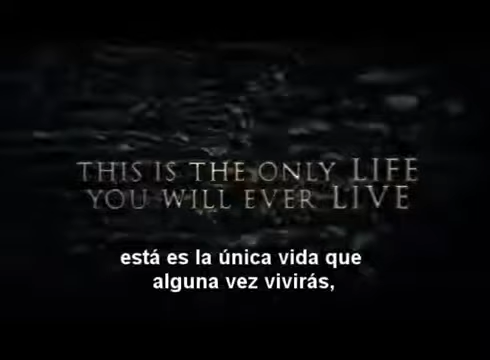 THIS IS THE ONLY LIFE
YOU WILL EVER LIVE
está es la única vida que
alguna vez vivirás,